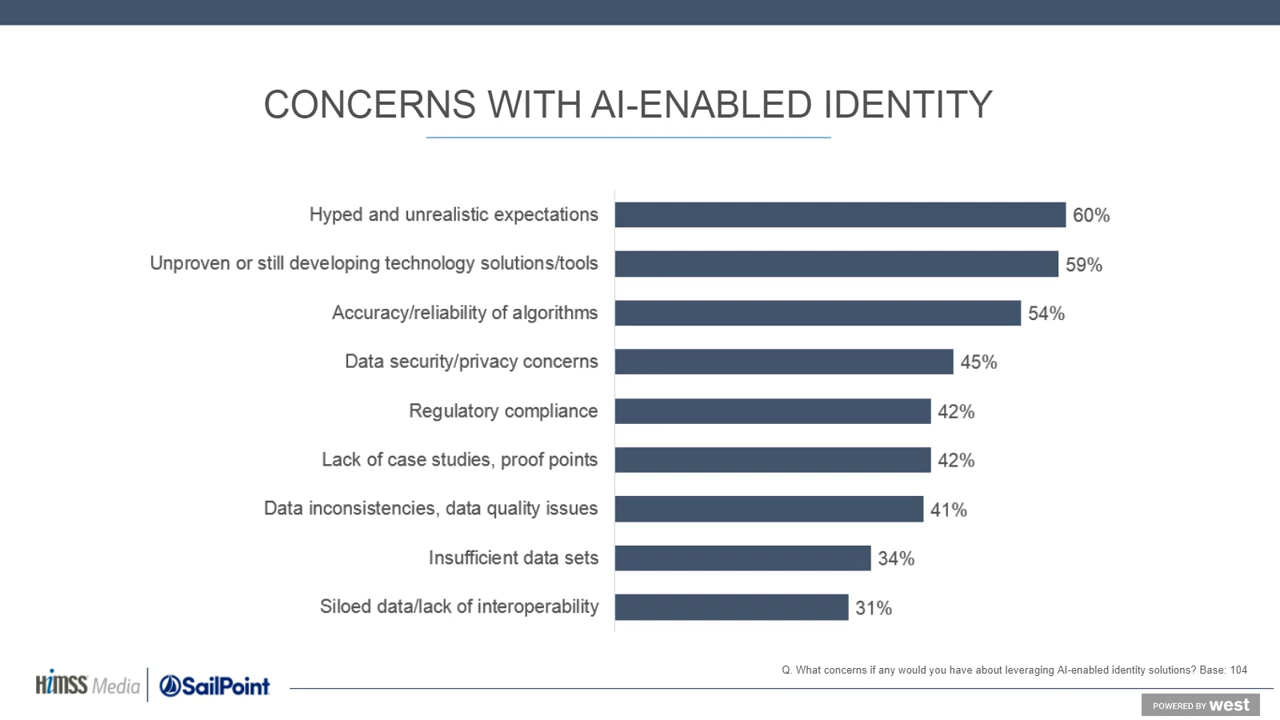 CONCERNS WITH AI-ENABLED IDENTITY
Hyped and unrealistic expectations 60%
Unproven or still developing technology solutions/tools 59%
Accuracy/reliability of algorithms 54%
Data security/privacy concerns 45%
Regulatory compliance 42%
Lack of case studies, proof points 42%
Data inconsistencies, data quality issues 41%
Insufficient data sets 34%
Siloed data/lack of interoperability 31%
Q. What concerns if any would you have about leveraging AI-enabled identity solutions? Base: 104
HiMSS Media SailPoint
POWERED BY west